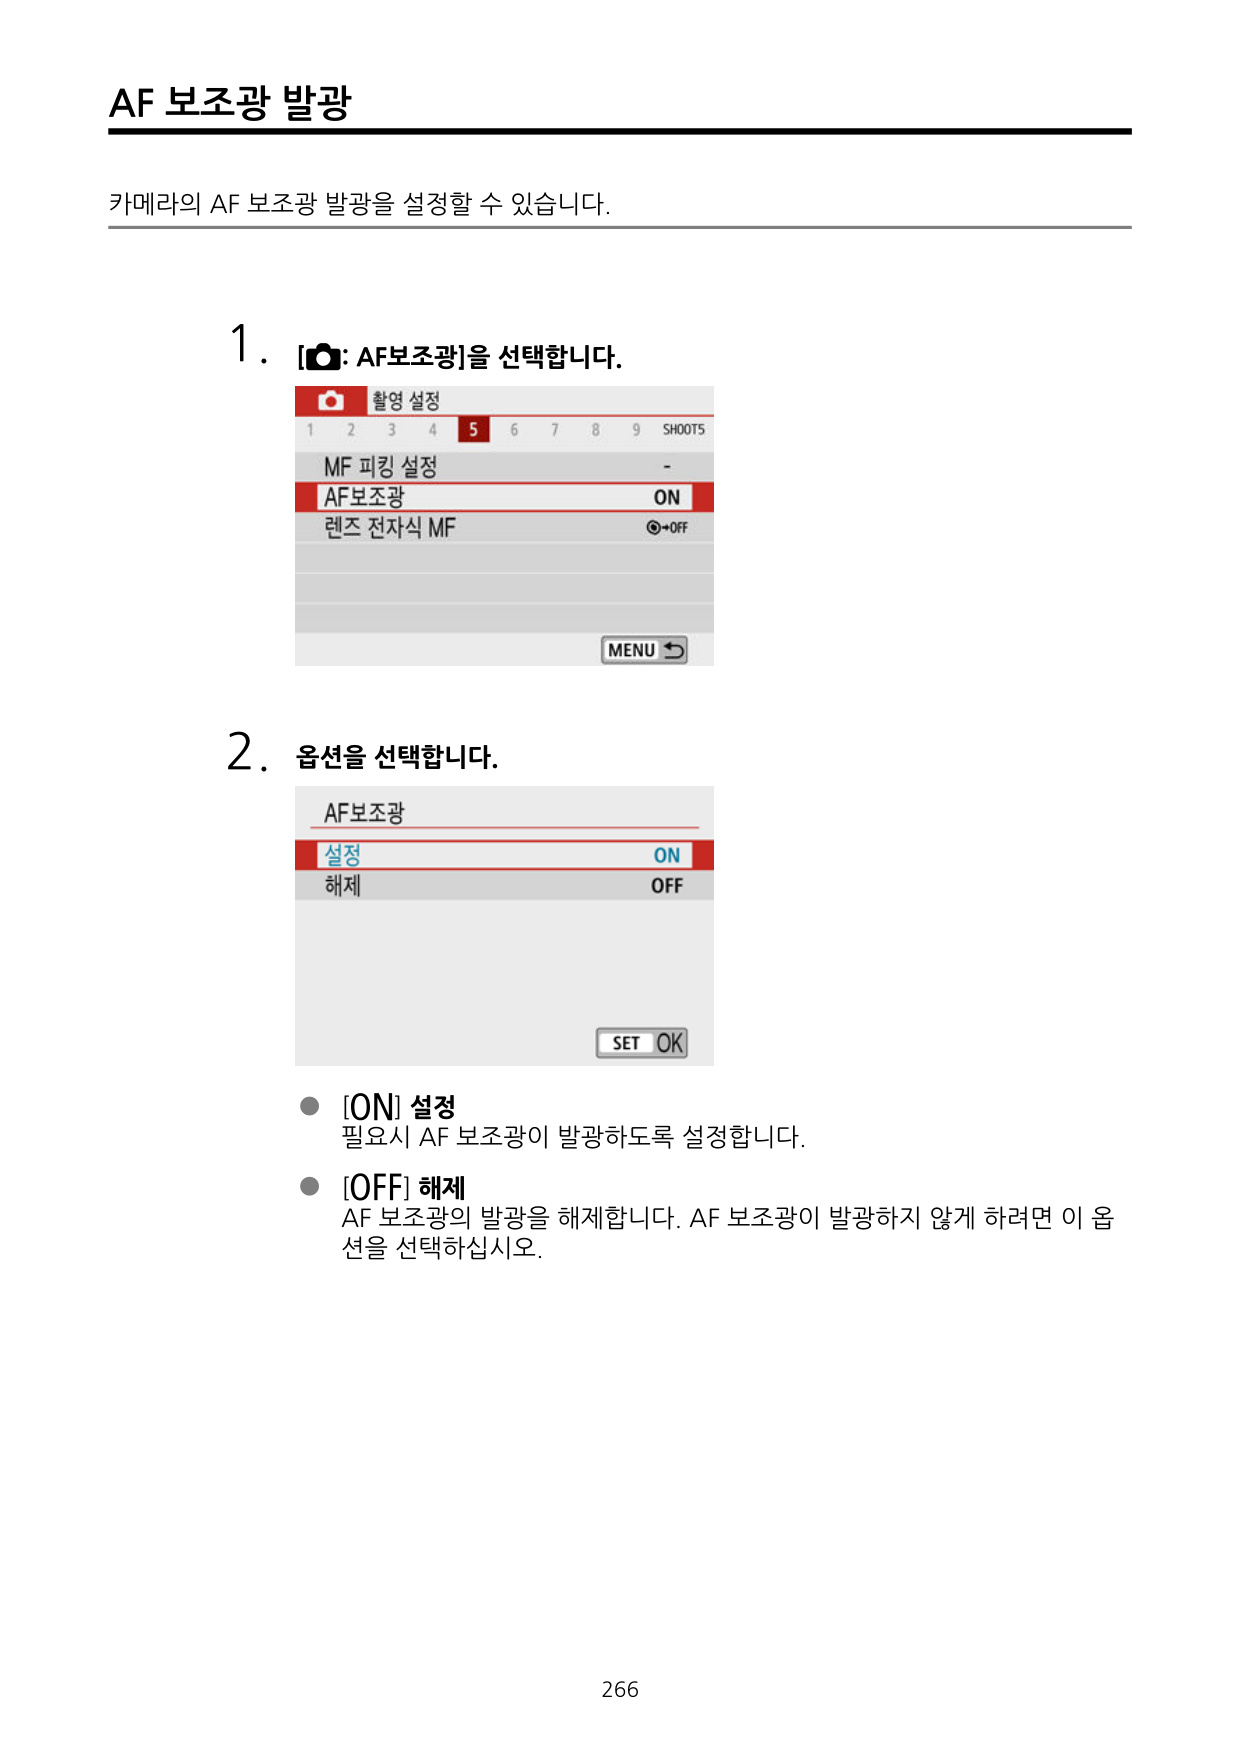 AF 보조광 발광
카메라의 AF 보조광 발광을 설정할 수 있습니다.
1. [: AF보조광]을 선택합니다.
촬영 설정
1 2 3 4 5 6 7 8 9 SHOOT5
MF 피킹 설정 -
AF보조광 ON
렌즈 전자식 MF ◉→OFF
MENU
2. 옵션을 선택합니다.
AF보조광
설정 ON
해제 OFF
SET OK
● [ON] 설정
필요시 AF 보조광이 발광하도록 설정합니다.
● [OFF] 해제
AF 보조광의 발광을 해제합니다. AF 보조광이 발광하지 않게 하려면 이 옵
션을 선택하십시오.
266